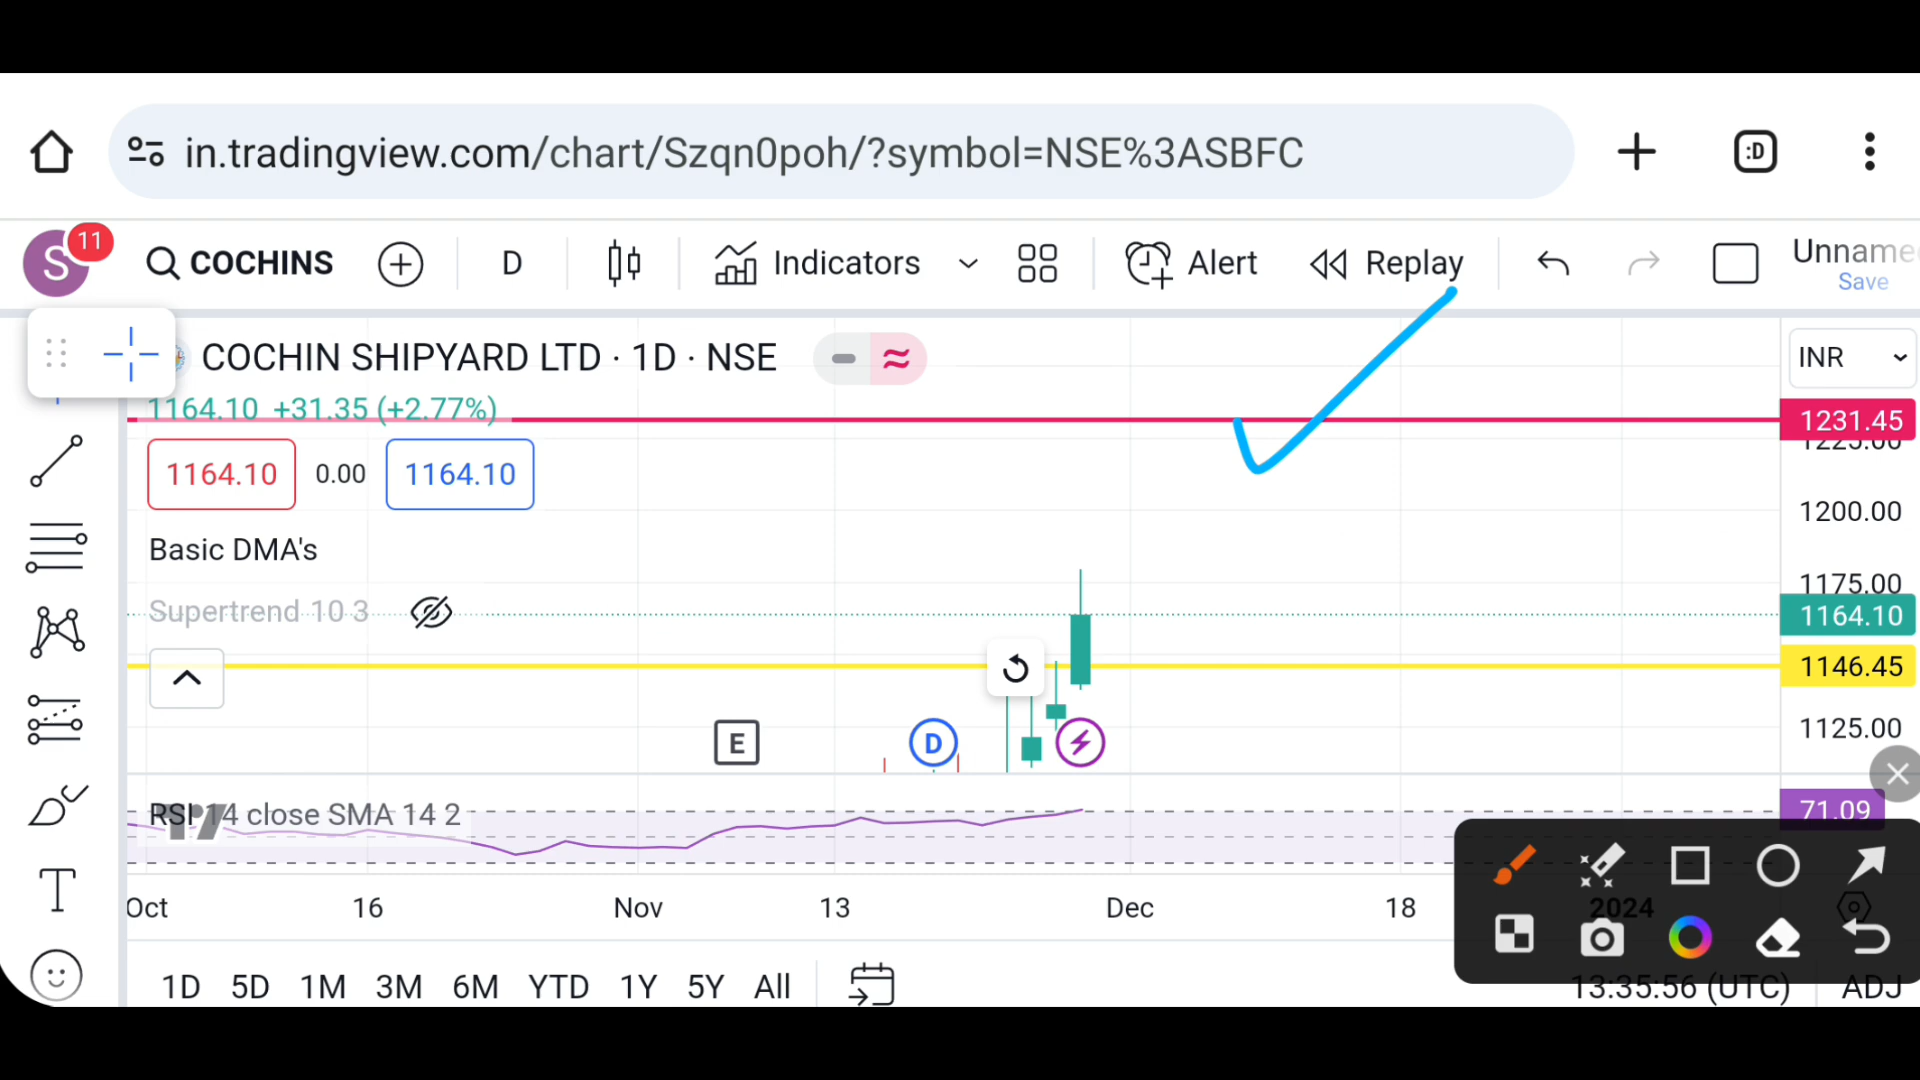 in.tradingview.com/chart/Szqn0poh/?symbol=NSE%3ASBFC
:D
S
11
COCHINS
D
Indicators
Alert
Replay
Unname
Save
COCHIN SHIPYARD LTD · 1D · NSE
INR
1164.10 +31.35 (+2.77%)
1231.45
1225.00
1164.10
0.00
1164.10
1200.00
Basic DMA's
1175.00
Supertrend 10 3
1164.10
1146.45
1125.00
E
D
RSI 14 close SMA 14 2
71.09
Oct
16
Nov
13
Dec
18
2024
1D
5D
1M
3M
6M
YTD
1Y
5Y
All
13:35:56 (UTC)
ADJ